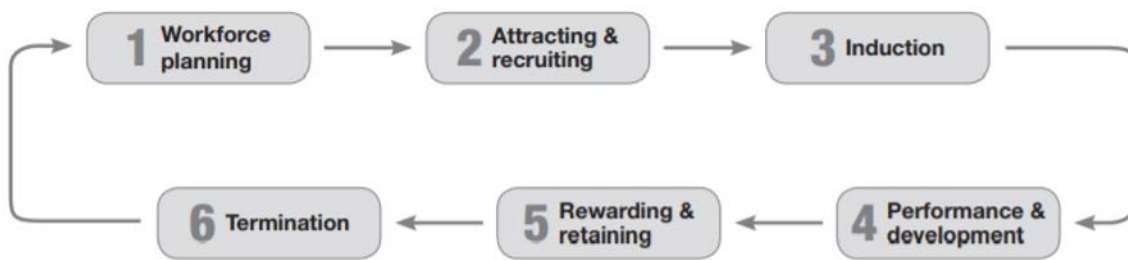 1 Workforce
planning
2 Attracting &
recruiting
3 Induction
6 Termination
5 Rewarding &
retaining
4 Performance &
development